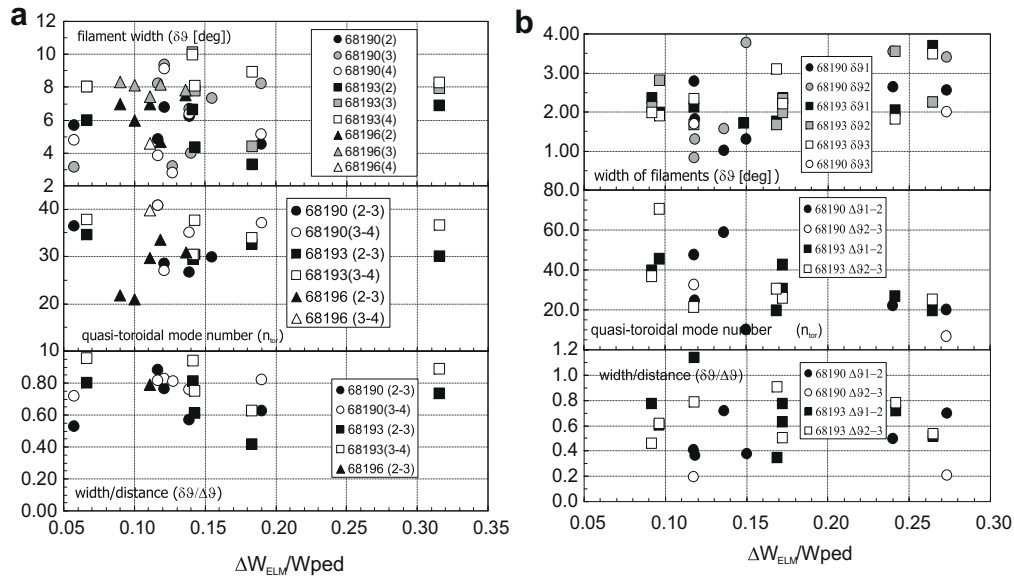 a
12
10
8
6
4
2
filament width (δϑ [deg])
68190(2)
68190(3)
68190(4)
68193(2)
68193(3)
68193(4)
68196(2)
68196(3)
68196(4)
40
30
20
10
68190 (2-3)
68190(3-4)
68193 (2-3)
68193(3-4)
68196 (2-3)
68196 (3-4)
quasi-toroidal mode number (n_tor)
0.80
0.60
0.40
0.20
0.00
68190 (2-3)
68190(3-4)
68193 (2-3)
68193(3-4)
68196 (2-3)
width/distance (δϑ/Δϑ)
0.05 0.10 0.15 0.20 0.25 0.30 0.35
ΔW_ELM/Wped
b
4.00
3.00
2.00
1.00
68190 δϑ1
68190 δϑ2
68193 δϑ1
68193 δϑ2
68193 δϑ3
68190 δϑ3
width of filaments (δϑ [deg])
80.0
60.0
40.0
20.0
68190 Δϑ1−2
68190 Δϑ2−3
68193 Δϑ1−2
68193 Δϑ2−3
quasi-toroidal mode number (n_tor)
1.2
1.0
0.8
0.6
0.4
0.2
0.0
width/distance (δϑ/Δϑ)
68190 Δϑ1−2
68190 Δϑ2−3
68193 Δϑ1−2
68193 Δϑ2−3
0.05 0.10 0.15 0.20 0.25 0.30
ΔW_ELM/Wped